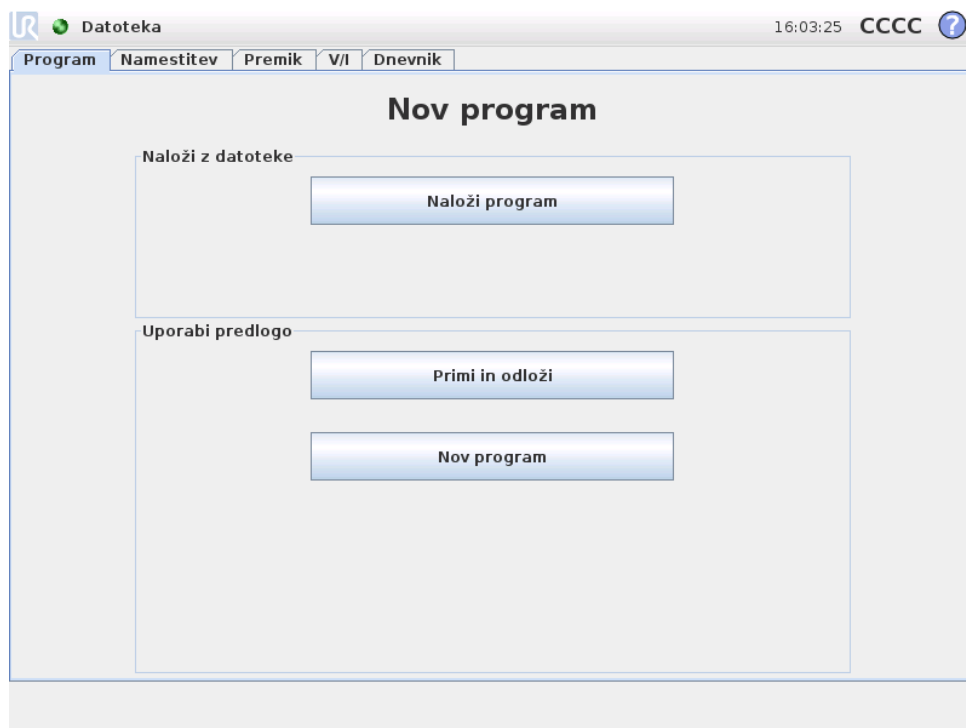 UR Datoteka 16:03:25 CCCC ?
Program Namestitev Premik V/I Dnevnik
Nov program
Naloži z datoteke
Naloži program
Uporabi predlogo
Primi in odloži
Nov program